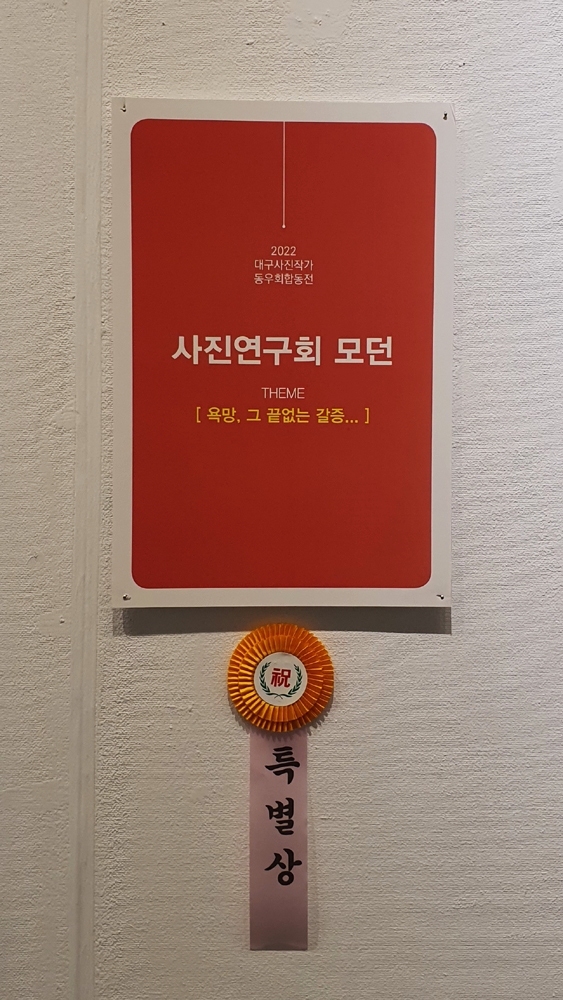 2022
대구사진작가
동우회합동전
사진연구회 모던
THEME
[ 욕망, 그 끝없는 갈증... ]
祝
특
별
상